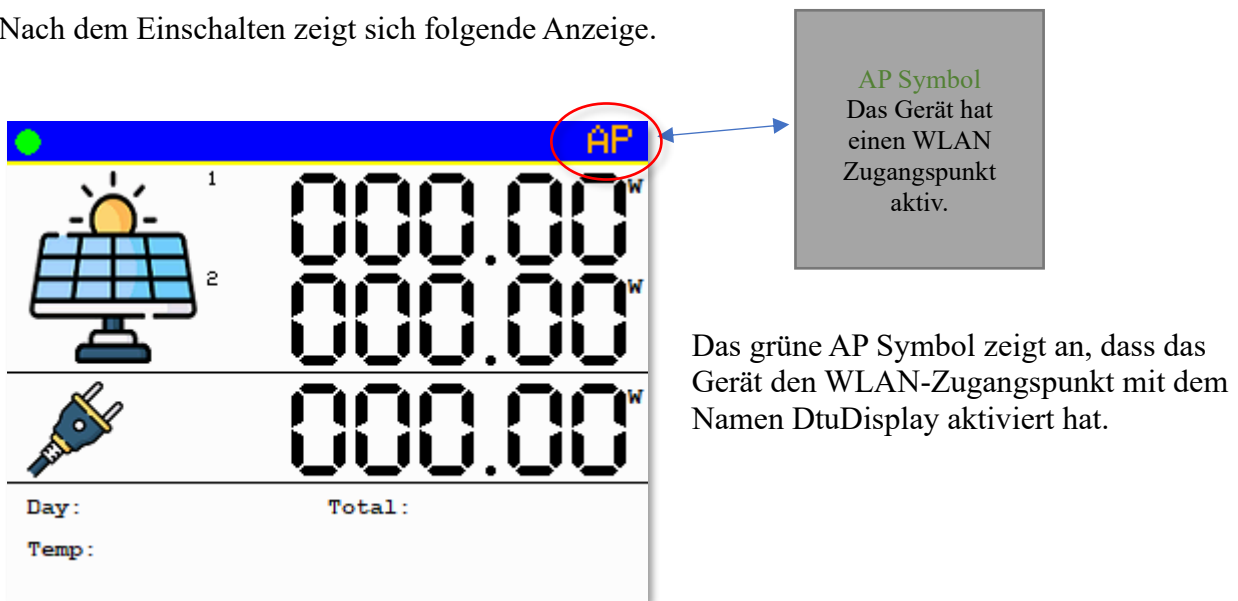 Nach dem Einschalten zeigt sich folgende Anzeige.
AP Symbol
Das Gerät hat
einen WLAN
Zugangspunkt
aktiv.
AP
1
000.00 W
2
000.00 W
000.00 W
Day: Total:
Temp:
Das grüne AP Symbol zeigt an, dass das
Gerät den WLAN-Zugangspunkt mit dem
Namen DtuDisplay aktiviert hat.